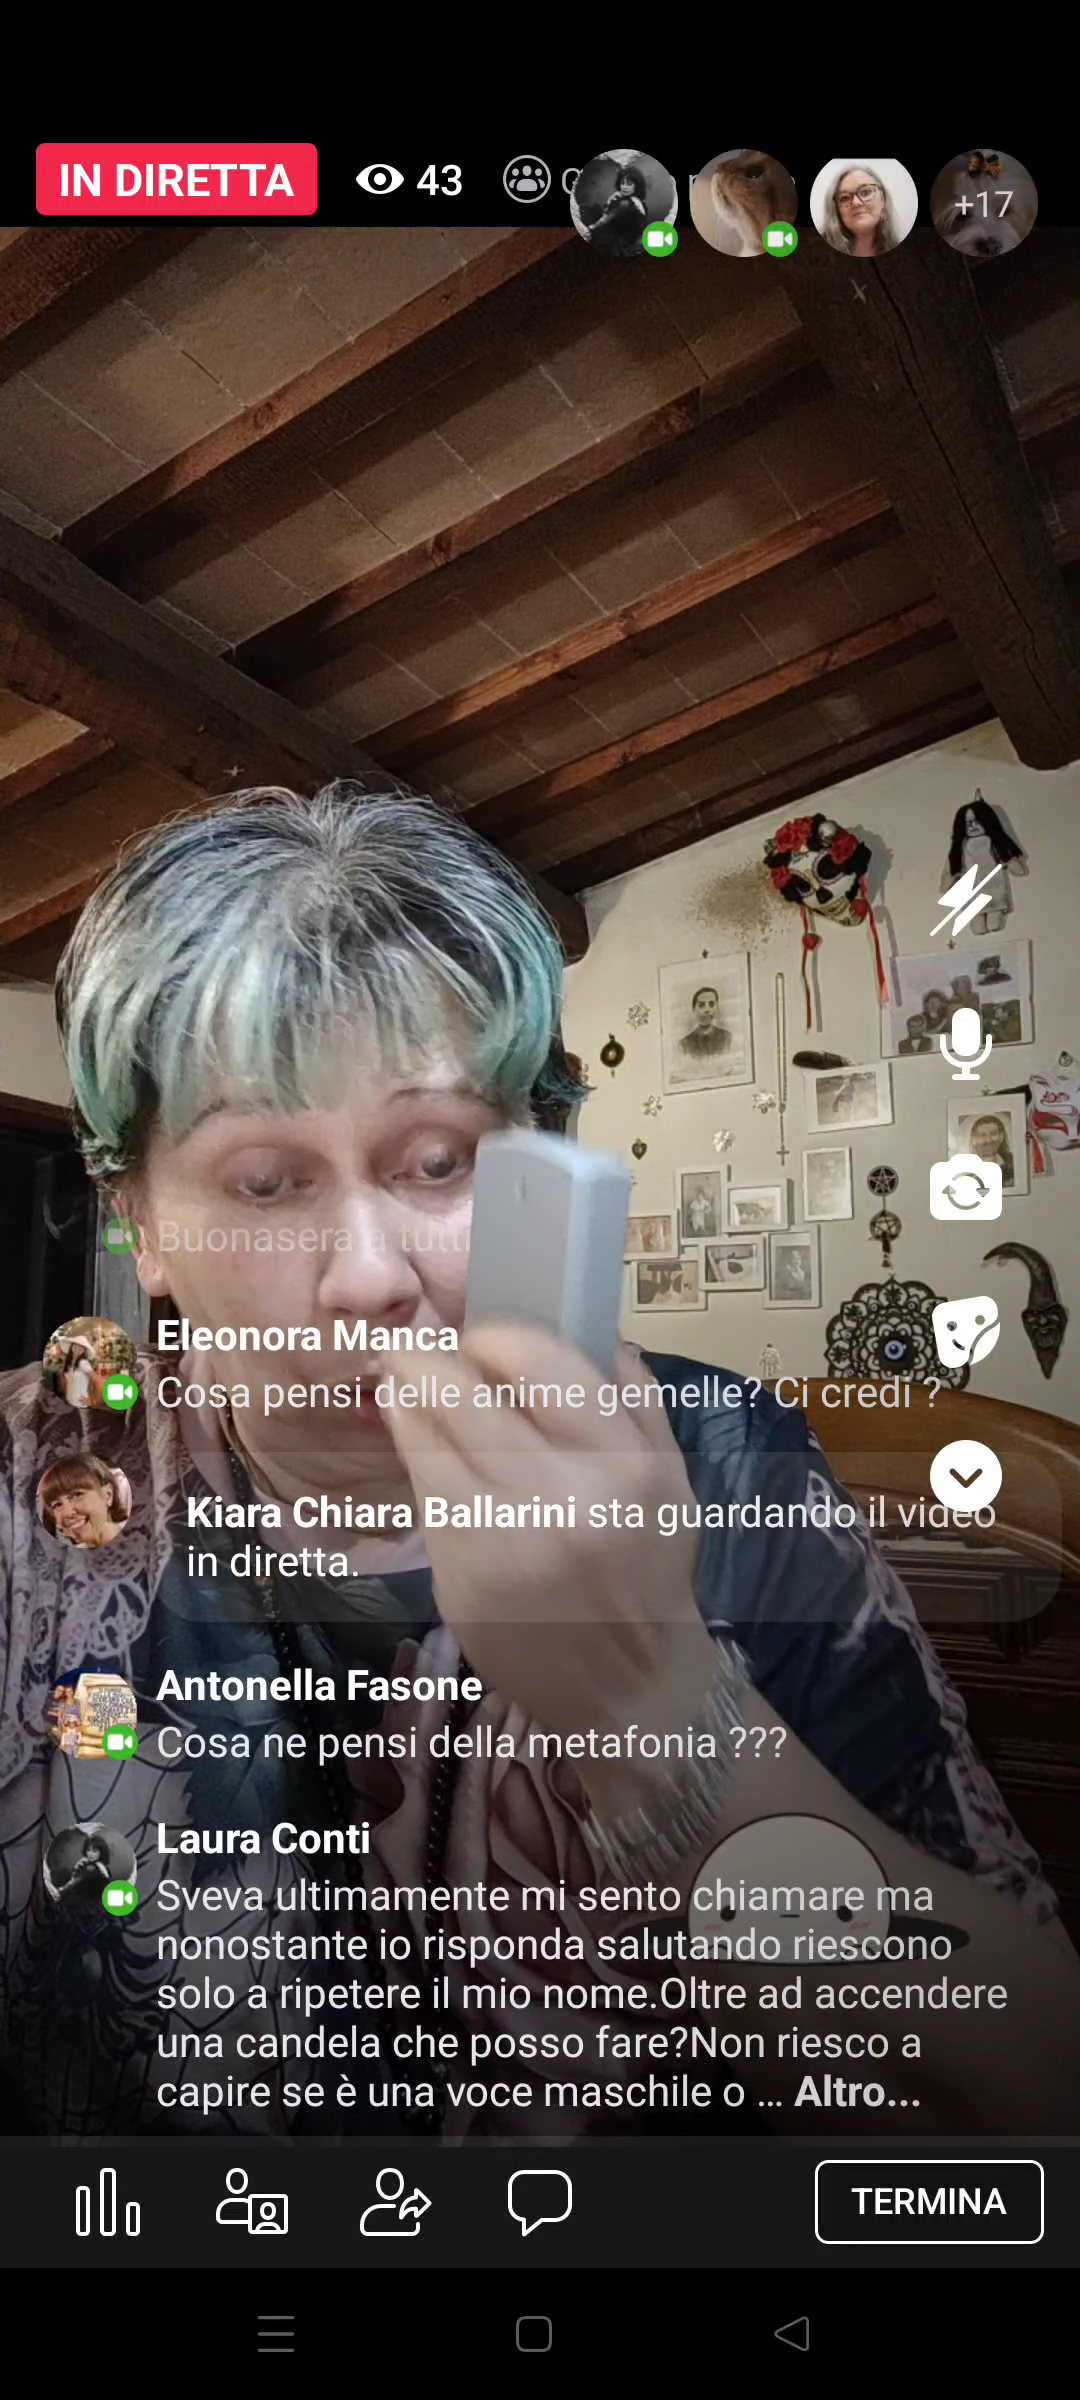 IN DIRETTA
43
+17
Buonasera a tutti
Eleonora Manca
Cosa pensi delle anime gemelle? Ci credi ?
Kiara Chiara Ballarini sta guardando il video
in diretta.
Antonella Fasone
Cosa ne pensi della metafonia ???
Laura Conti
Sveva ultimamente mi sento chiamare ma
nonostante io risponda salutando riescono
solo a ripetere il mio nome.Oltre ad accendere
una candela che posso fare?Non riesco a
capire se è una voce maschile o … Altro...
TERMINA